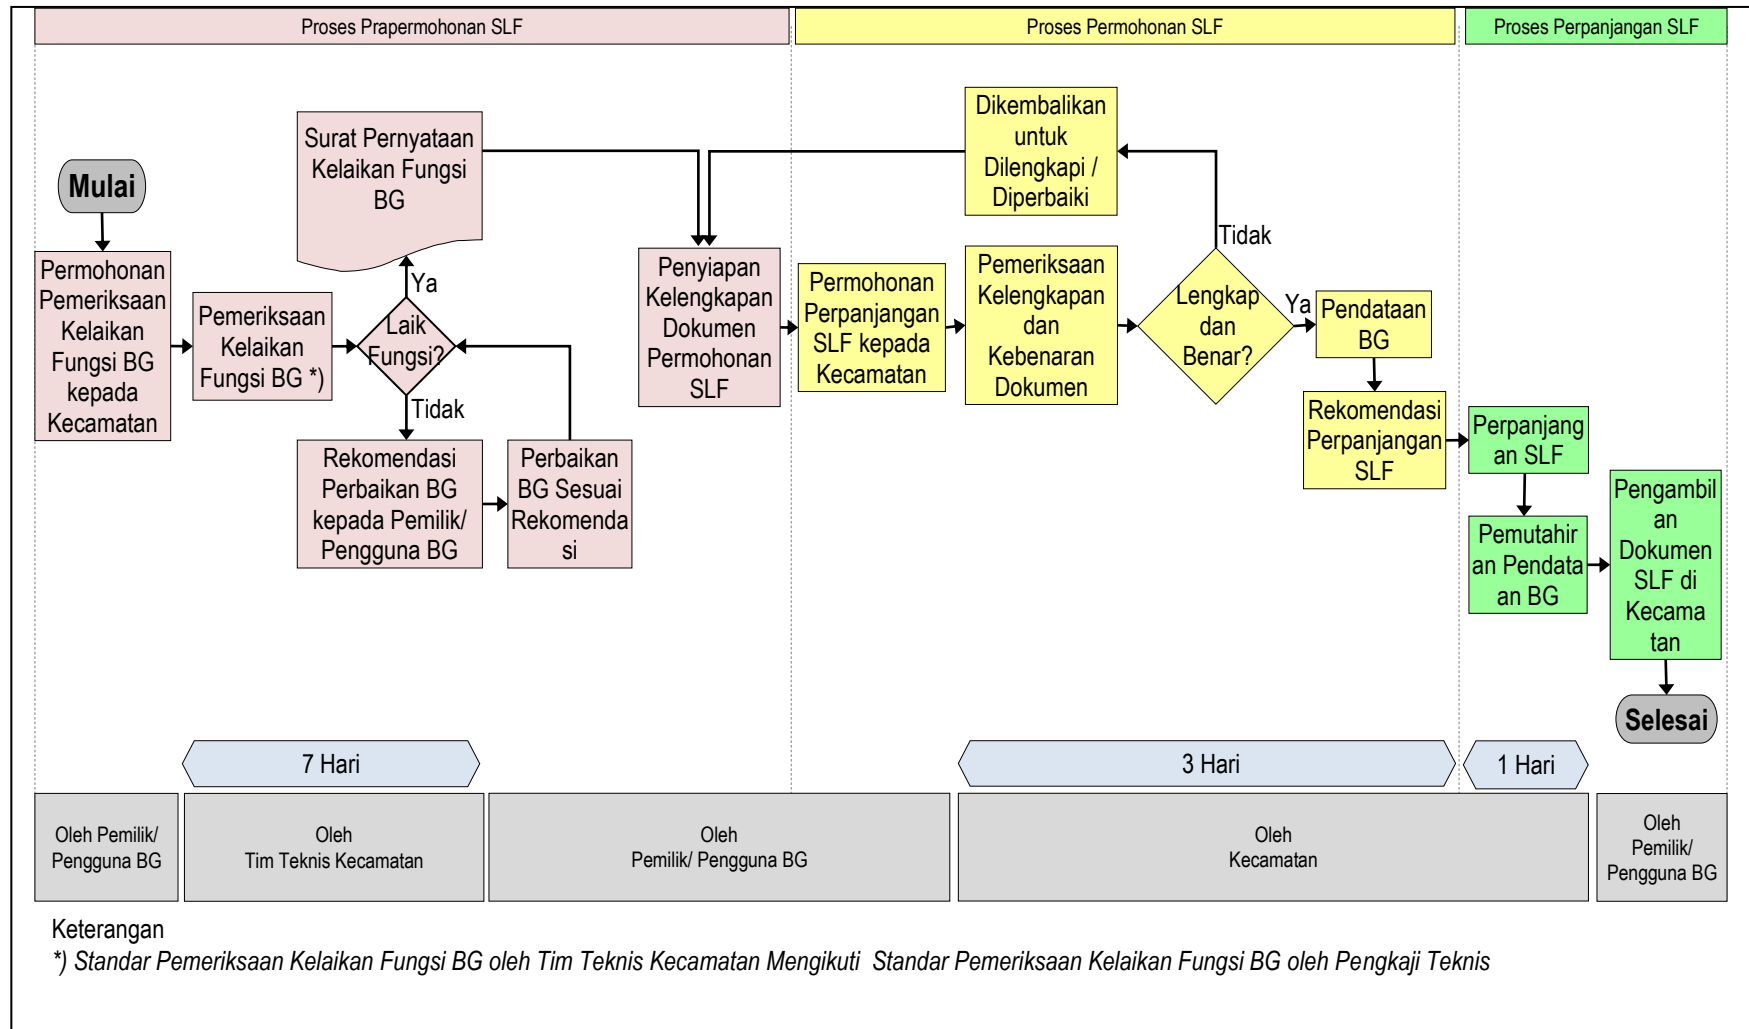 Proses Prapermohonan SLF
Proses Permohonan SLF
Proses Perpanjangan SLF
Mulai
Permohonan
Pemeriksaan
Kelaikan
Fungsi BG
kepada
Kecamatan
Pemeriksaan
Kelaikan
Fungsi BG *)
Laik
Fungsi?
Ya
Surat Pernyataan
Kelaikan Fungsi
BG
Tidak
Rekomendasi
Perbaikan BG
kepada Pemilik/
Pengguna BG
Perbaikan
BG Sesuai
Rekomenda
si
Penyiapan
Kelengkapan
Dokumen
Permohonan
SLF
Permohonan
Perpanjangan
SLF kepada
Kecamatan
Pemeriksaan
Kelengkapan
dan
Kebenaran
Dokumen
Lengkap
dan
Benar?
Tidak
Dikembalikan
untuk
Dilengkapi /
Diperbaiki
Ya
Pendataan
BG
Rekomendasi
Perpanjangan
SLF
Perpanjang
an SLF
Pemutahir
an Pendata
an BG
Pengambil
an
Dokumen
SLF di
Kecama
tan
Selesai
7 Hari
3 Hari
1 Hari
Oleh Pemilik/
Pengguna BG
Oleh
Tim Teknis Kecamatan
Oleh
Pemilik/ Pengguna BG
Oleh
Kecamatan
Oleh
Pemilik/
Pengguna BG
Keterangan
*) Standar Pemeriksaan Kelaikan Fungsi BG oleh Tim Teknis Kecamatan Mengikuti  Standar Pemeriksaan Kelaikan Fungsi BG oleh Pengkaji Teknis